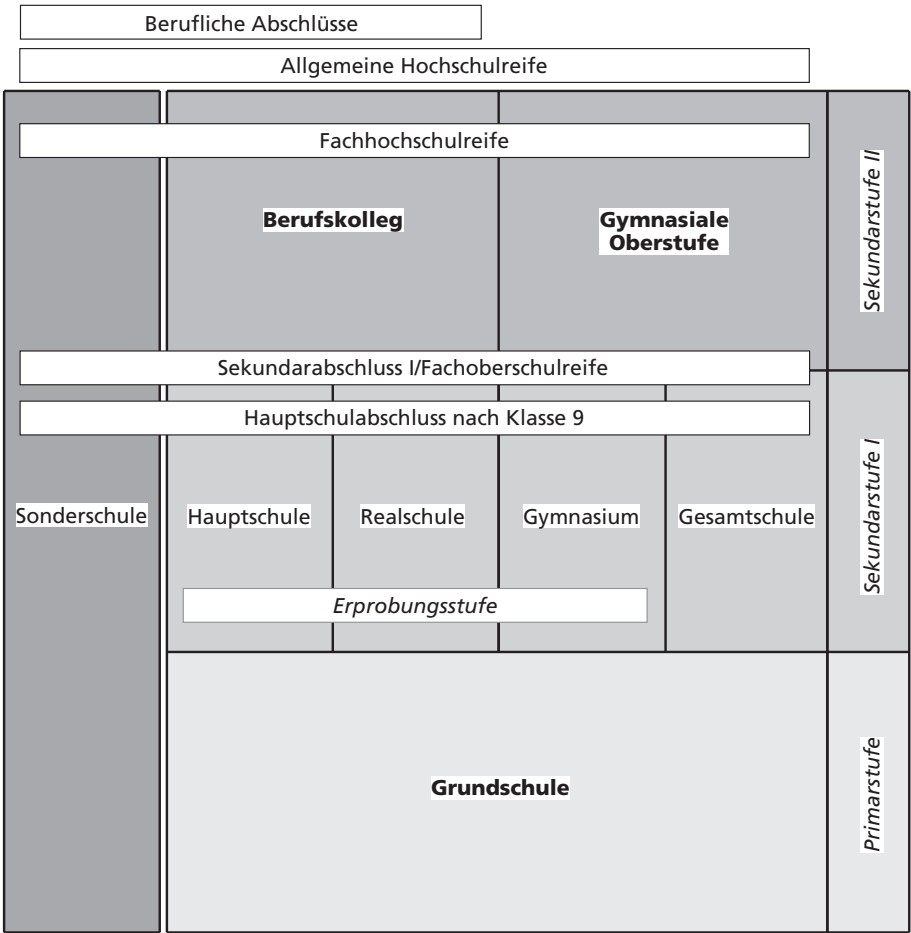 Berufliche Abschlüsse
Allgemeine Hochschulreife
Fachhochschulreife
Berufskolleg
Gymnasiale
Oberstufe
Sekundarstufe II
Sekundarabschluss I/Fachoberschulreife
Hauptschulabschluss nach Klasse 9
Sonderschule
Hauptschule
Realschule
Gymnasium
Gesamtschule
Sekundarstufe I
Erprobungsstufe
Grundschule
Primarstufe